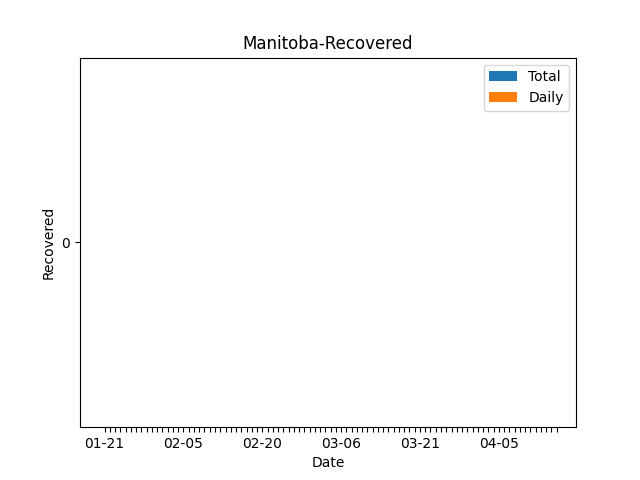 Manitoba-Recovered
Total
Daily
Recovered
0
01-21 02-05 02-20 03-06 03-21 04-05
Date